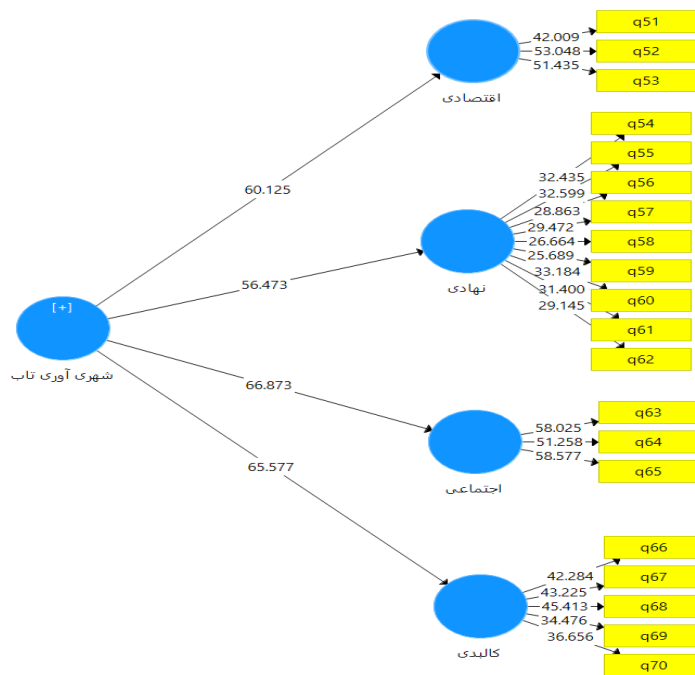 q51
42.009
q52
53.048
q53
51.435
اقتصادی
60.125
q54
q55
q56
q57
q58
q59
q60
q61
q62
32.435
32.599
28.863
29.472
26.664
25.689
33.184
31.400
29.145
نهادی
56.473
[+]
شهری آوری تاب
66.873
q63
58.025
q64
51.258
q65
58.577
اجتماعی
65.577
q66
42.284
q67
43.225
q68
45.413
q69
34.476
q70
36.656
کالبدی